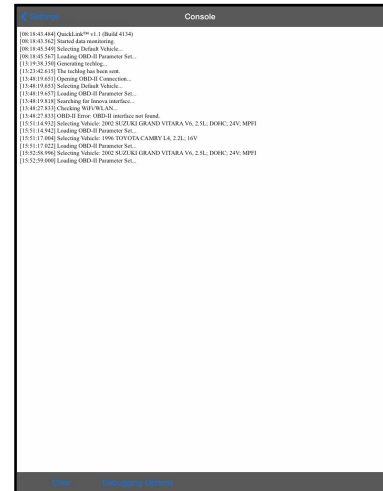 Settings
Console
[08:18:43.484] QuickLink™ v1.1 (Build 4134)
[08:18:43.562] Started data monitoring.
[08:18:45.549] Selecting Default Vehicle...
[08:18:45.567] Loading OBD-II Parameter Set...
[13:19:38.350] Generating techlog...
[13:23:42.615] The techlog has been sent.
[13:48:19.651] Opening OBD-II Connection...
[13:48:19.653] Selecting Default Vehicle...
[13:48:19.657] Loading OBD-II Parameter Set...
[13:48:19.818] Searching for Innova interface...
[13:48:27.833] Checking WiFi/WLAN...
[13:48:27.833] OBD-II Error: OBD-II interface not found.
[15:51:14.932] Selecting Vehicle: 2002 SUZUKI GRAND VITARA V6, 2.5L; DOHC; 24V; MPFI
[15:51:14.942] Loading OBD-II Parameter Set...
[15:51:17.004] Selecting Vehicle: 1996 TOYOTA CAMRY L4, 2.2L; 16V
[15:51:17.022] Loading OBD-II Parameter Set...
[15:52:58.996] Selecting Vehicle: 2002 SUZUKI GRAND VITARA V6, 2.5L; DOHC; 24V; MPFI
[15:52:59.000] Loading OBD-II Parameter Set...
Clear
Debugging Options